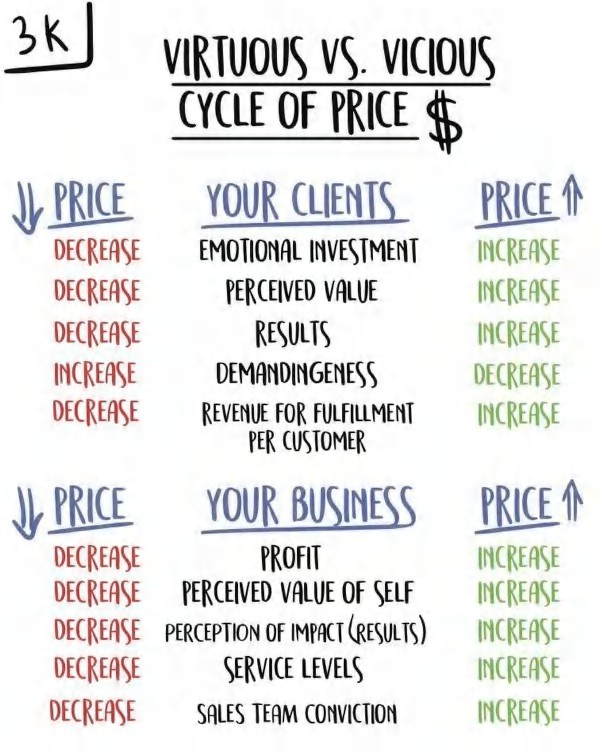 3K
VIRTUOUS VS. VICIOUS
CYCLE OF PRICE $
PRICE YOUR CLIENTS PRICE
DECREASE EMOTIONAL INVESTMENT INCREASE
DECREASE PERCEIVED VALUE INCREASE
DECREASE RESULTS INCREASE
INCREASE DEMANDINGENESS DECREASE
DECREASE REVENUE FOR FULFILLMENT INCREASE
PER CUSTOMER
PRICE YOUR BUSINESS PRICE
DECREASE PROFIT INCREASE
DECREASE PERCEIVED VALUE OF SELF INCREASE
DECREASE PERCEPTION OF IMPACT (RESULTS) INCREASE
DECREASE SERVICE LEVELS INCREASE
DECREASE SALES TEAM CONVICTION INCREASE